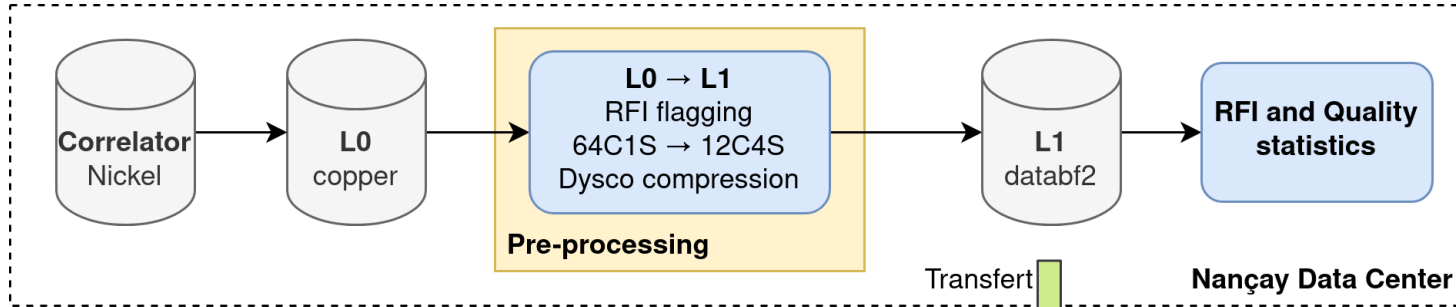 Correlator
Nickel
L0
copper
L0 → L1
RFI flagging
64C1S → 12C4S
Dysco compression
Pre-processing
L1
databf2
RFI and Quality
statistics
Transfert
Nançay Data Center